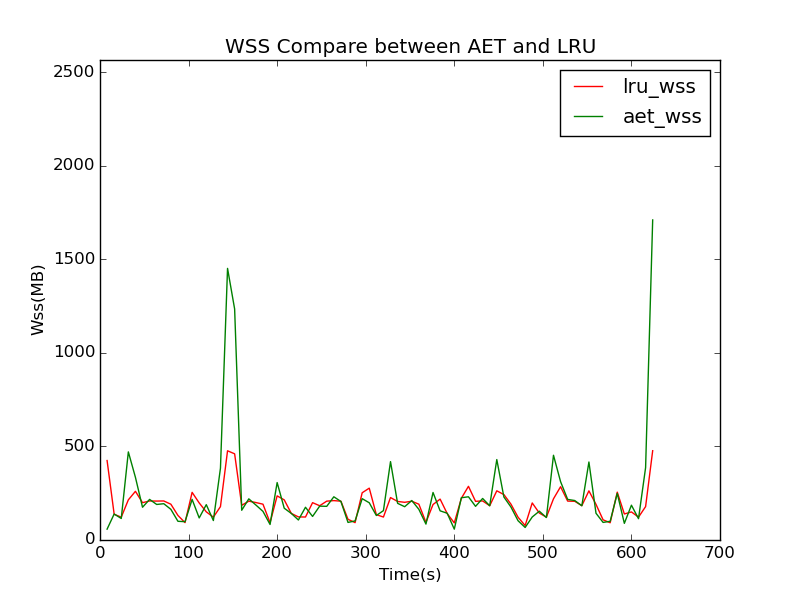 WSS Compare between AET and LRU
2500
2000
1500
1000
500
0
Wss(MB)
lru_wss
aet_wss
0 100 200 300 400 500 600 700
Time(s)